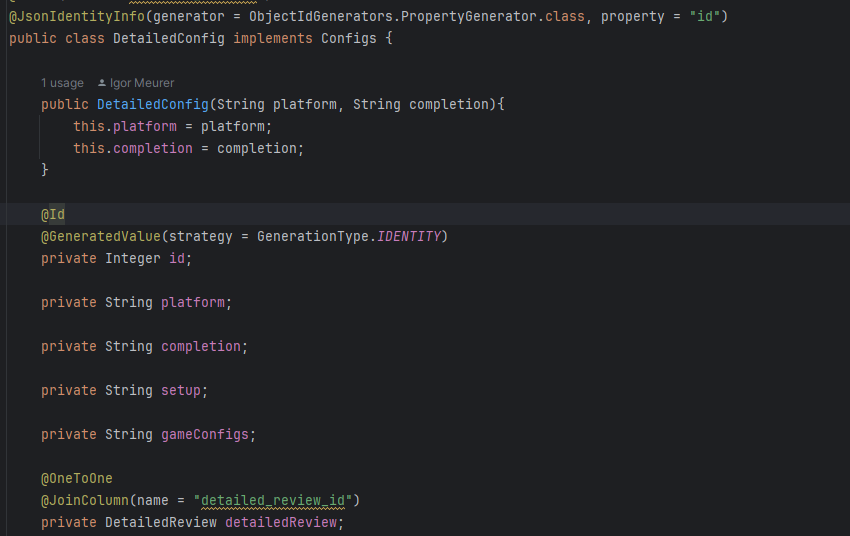 @JsonIdentityInfo(generator = ObjectIdGenerators.PropertyGenerator.class, property = "id")
public class DetailedConfig implements Configs {
1 usage Igor Meurer
public DetailedConfig(String platform, String completion){
this.platform = platform;
this.completion = completion;
}
@Id
@GeneratedValue(strategy = GenerationType.IDENTITY)
private Integer id;
private String platform;
private String completion;
private String setup;
private String gameConfigs;
@OneToOne
@JoinColumn(name = "detailed_review_id")
private DetailedReview detailedReview;